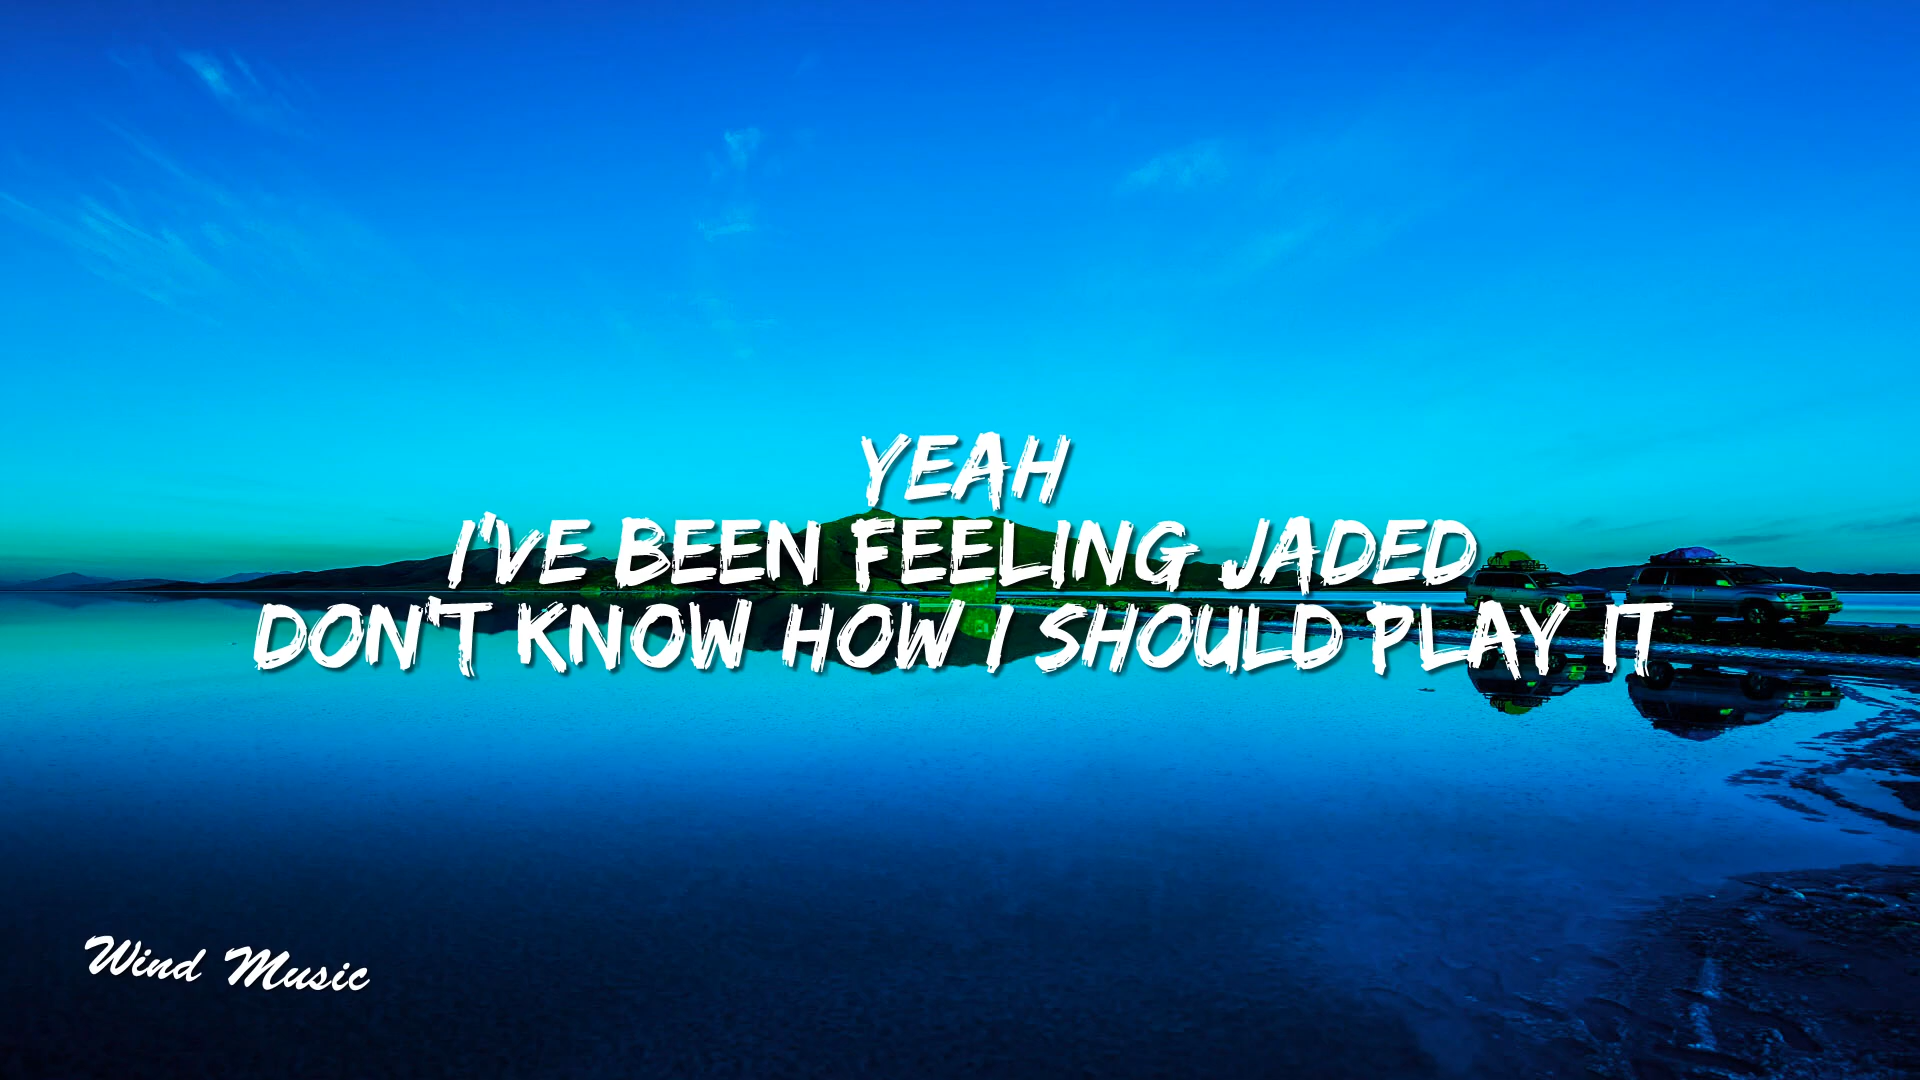 YEAH
I'VE BEEN FEELING JADED
DON'T KNOW HOW I SHOULD PLAY IT
Wind Music